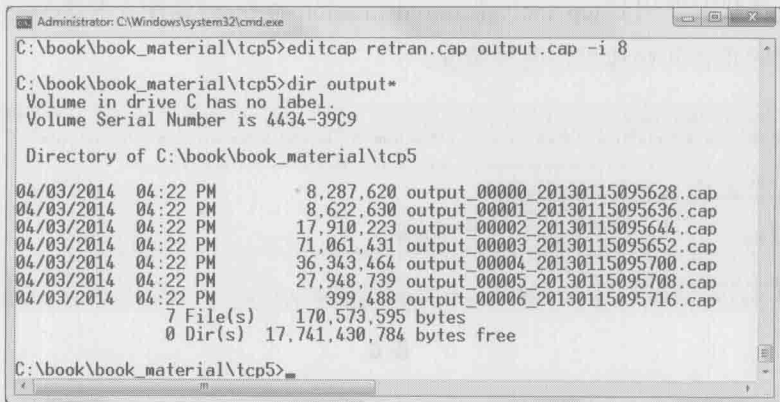 Administrator: C:\Windows\system32\cmd.exe
C:\book\book_material\tcp5>editcap retran.cap output.cap -i 8
C:\book\book_material\tcp5>dir output*
Volume in drive C has no label.
Volume Serial Number is 4434-39C9
Directory of C:\book\book_material\tcp5
04/03/2014 04:22 PM 8,287,620 output_00000_20130115095628.cap
04/03/2014 04:22 PM 8,622,630 output_00001_20130115095636.cap
04/03/2014 04:22 PM 17,910,223 output_00002_20130115095644.cap
04/03/2014 04:22 PM 71,061,431 output_00003_20130115095652.cap
04/03/2014 04:22 PM 36,343,464 output_00004_20130115095700.cap
04/03/2014 04:22 PM 27,948,739 output_00005_20130115095708.cap
04/03/2014 04:22 PM 399,488 output_00006_20130115095716.cap
7 File(s) 170,573,595 bytes
0 Dir(s) 17,741,430,784 bytes free
C:\book\book_material\tcp5>